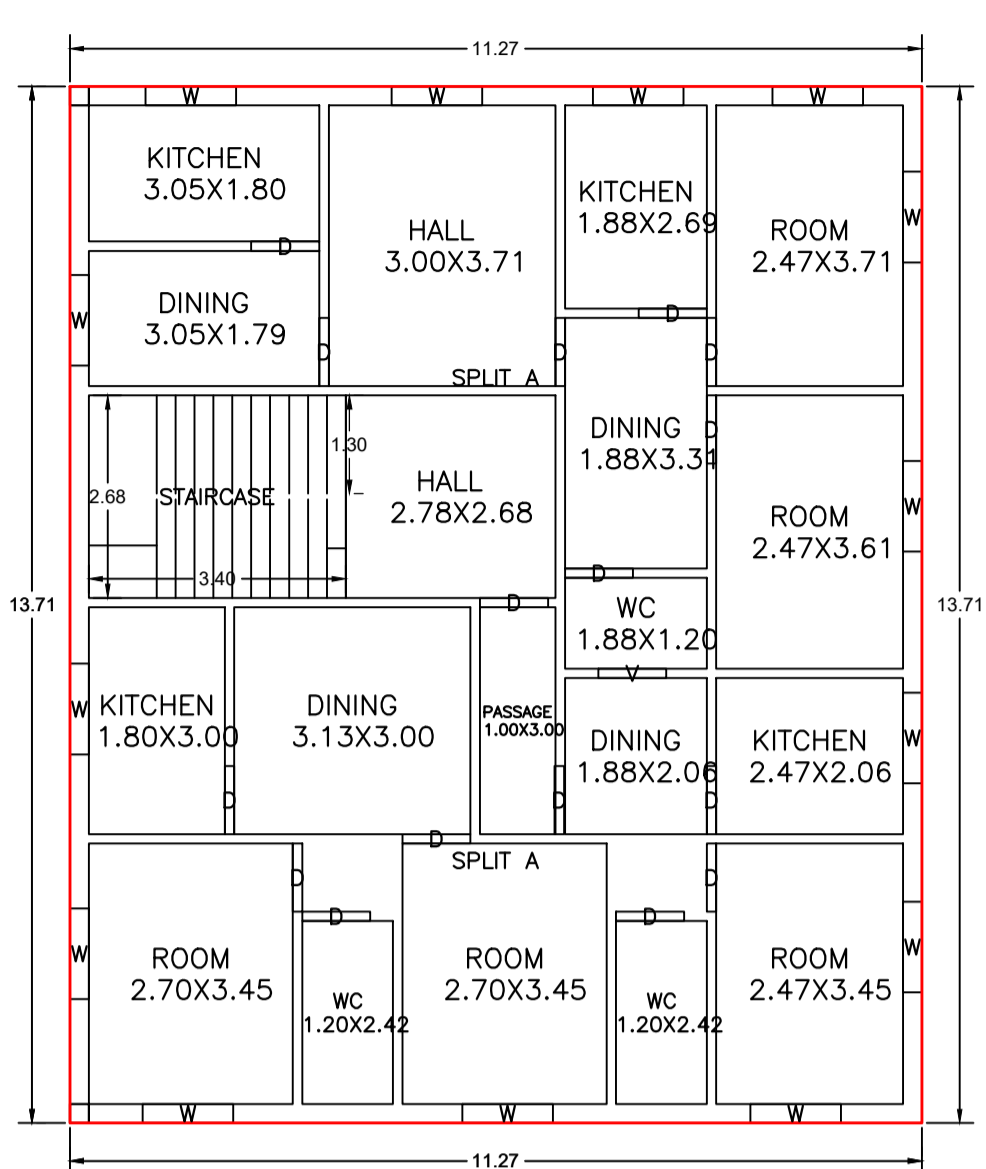 11.27
W
W
W
W
KITCHEN
3.05X1.80
KITCHEN
1.88X2.69
W
HALL
3.00X3.71
ROOM
2.47X3.71
D
DINING
3.05X1.79
D
W
D
D
D
SPLIT A
1.30
DINING
1.88X3.31
D
HALL
2.78X2.68
2.68
STAIRCASE
W
ROOM
2.47X3.61
3.40
D
D
13.71
13.71
WC
1.88X1.20
V
W
KITCHEN
1.80X3.00
DINING
3.13X3.00
PASSAGE
1.00X3.00
DINING
1.88X2.06
KITCHEN
2.47X2.06
W
D
D
D
D
SPLIT A
D
D
D
D
W
ROOM
2.70X3.45
ROOM
2.70X3.45
ROOM
2.47X3.45
W
WC
1.20X2.42
WC
1.20X2.42
W
W
W
11.27